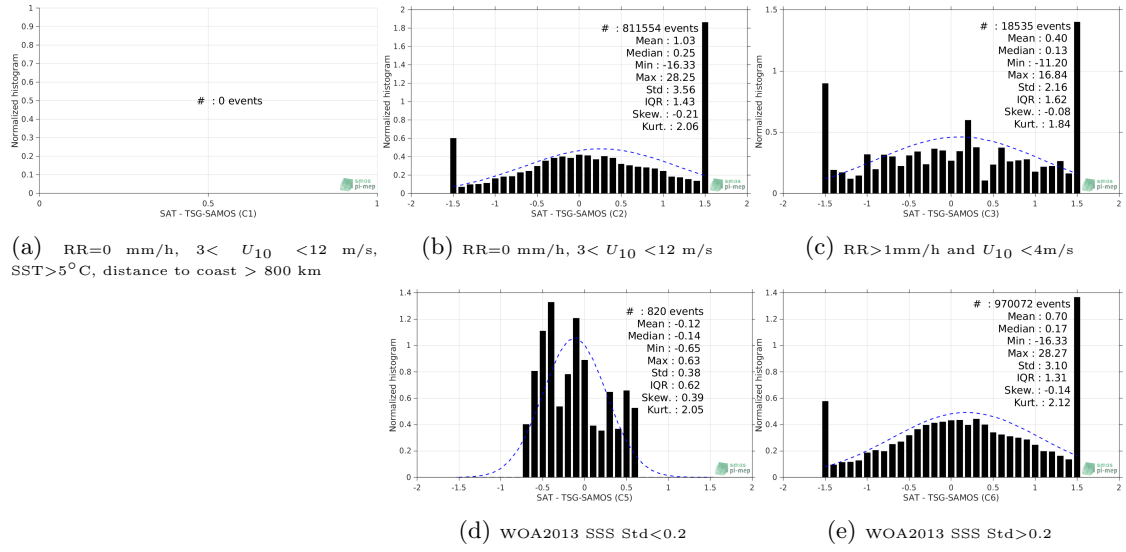 1
0.9
0.8
0.7
0.6
0.5
0.4
0.3
0.2
0.1
0
Normalized histogram
# : 0 events
0 0.5 1
SAT - TSG-SAMOS (C1)
smos
pi-mep
(a) RR=0 mm/h, 3< U10 <12 m/s,
SST>5°C, distance to coast > 800 km
2
1.8
1.6
1.4
1.2
1
0.8
0.6
0.4
0.2
0
Normalized histogram
# : 811554 events
Mean : 1.03
Median : 0.25
Min : -16.33
Max : 28.25
Std : 3.56
IQR : 1.43
Skew. : -0.21
Kurt. : 2.06
-2 -1.5 -1 -0.5 0 0.5 1 1.5 2
SAT - TSG-SAMOS (C2)
smos
pi-mep
(b) RR=0 mm/h, 3< U10 <12 m/s
1.5
1
0.5
0
Normalized histogram
# : 18535 events
Mean : 0.40
Median : 0.13
Min : -11.20
Max : 16.84
Std : 2.16
IQR : 1.62
Skew. : -0.08
Kurt. : 1.84
-2 -1.5 -1 -0.5 0 0.5 1 1.5 2
SAT - TSG-SAMOS (C3)
smos
pi-mep
(c) RR>1mm/h and U10 <4m/s
1.4
1.2
1
0.8
0.6
0.4
0.2
0
Normalized histogram
# : 820 events
Mean : -0.12
Median : -0.14
Min : -0.65
Max : 0.63
Std : 0.38
IQR : 0.62
Skew. : 0.39
Kurt. : 2.05
-2 -1.5 -1 -0.5 0 0.5 1 1.5 2
SAT - TSG-SAMOS (C5)
smos
pi-mep
(d) WOA2013 SSS Std<0.2
1.4
1.2
1
0.8
0.6
0.4
0.2
0
Normalized histogram
# : 970072 events
Mean : 0.70
Median : 0.17
Min : -16.33
Max : 28.27
Std : 3.10
IQR : 1.31
Skew. : -0.14
Kurt. : 2.12
-2 -1.5 -1 -0.5 0 0.5 1 1.5 2
SAT - TSG-SAMOS (C6)
smos
pi-mep
(e) WOA2013 SSS Std>0.2